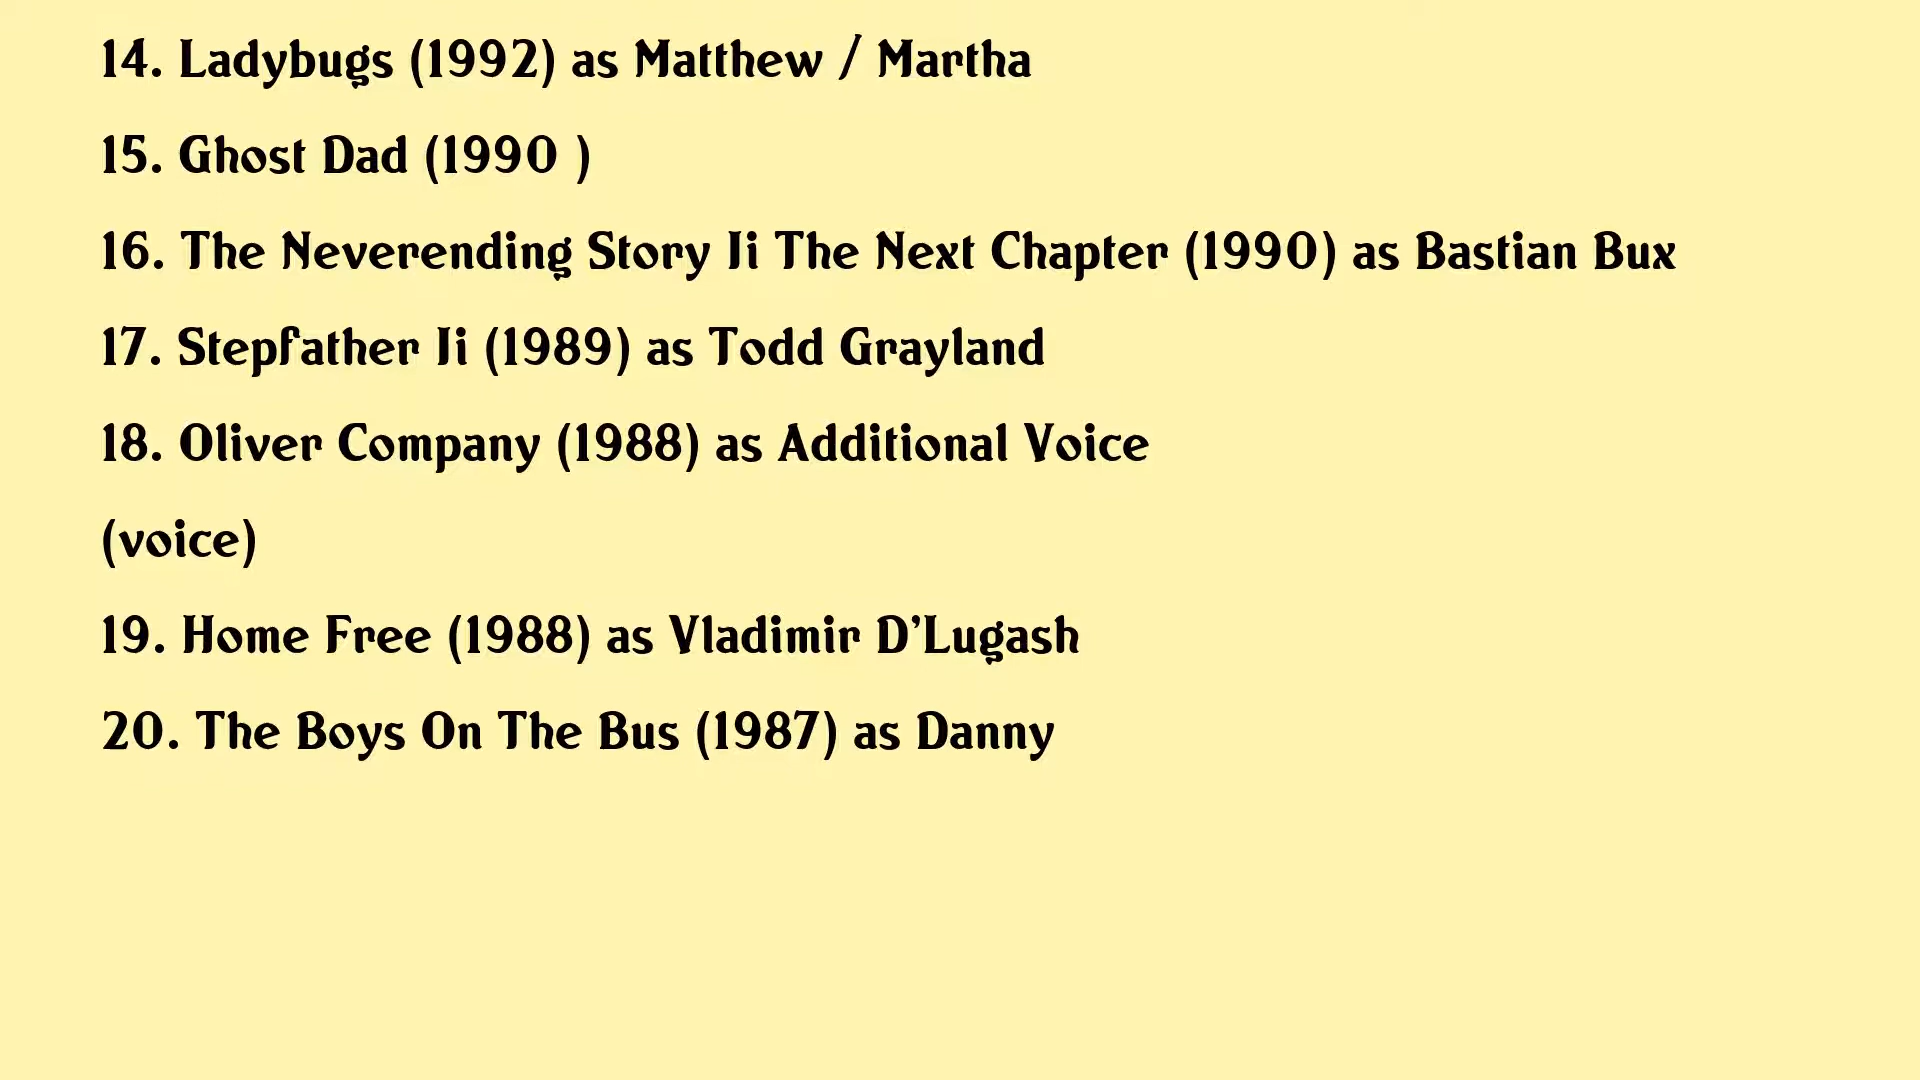 14. Ladybugs (1992) as Matthew / Martha
15. Ghost Dad (1990 )
16. The Neverending Story Ii The Next Chapter (1990) as Bastian Bux
17. Stepfather Ii (1989) as Todd Grayland
18. Oliver Company (1988) as Additional Voice
(voice)
19. Home Free (1988) as Vladimir D'Lugash
20. The Boys On The Bus (1987) as Danny